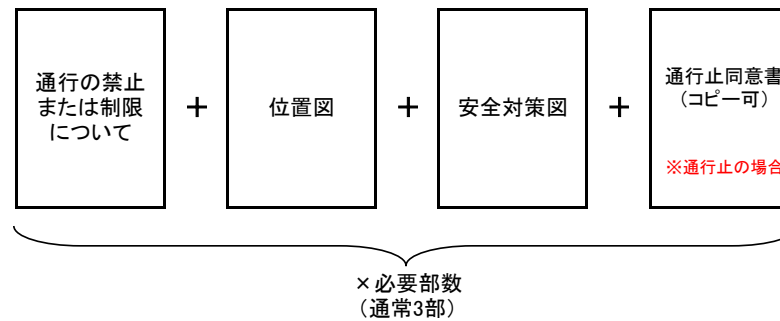 通行の禁止
または制限
について
+
位置図
+
安全対策図
+
通行止同意書
(コピー可)
※通行止の場合
×必要部数
(通常3部)